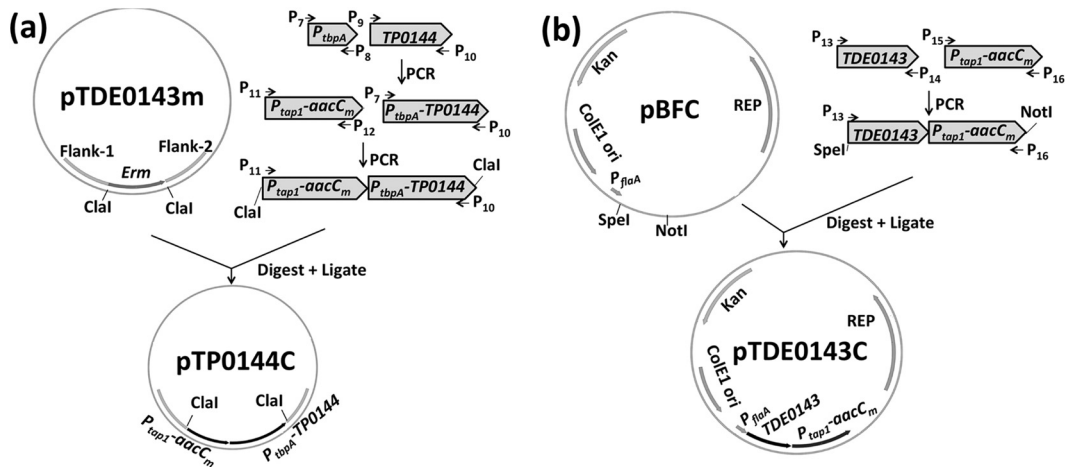 (a)
P7 P9
PtbpA TP0144
P8 P10
PCR
P11 P7
Ptap1-aacCm PtbpA-TP0144
P12 P10
PCR
P11 ClaI
Ptap1-aacCm PtbpA-TP0144
ClaI P10
pTDE0143m
Flank-1 Flank-2
Erm
ClaI ClaI
Digest + Ligate
pTP0144C
ClaI ClaI
Ptap1-aacCm PtbpA-TP0144
(b)
Kan
pBFC
REP
ColE1 ori
PflaA
SpeI
NotI
P13 P15
TDE0143 Ptap1-aacCm
P14 P16
PCR
P13 NotI
TDE0143 Ptap1-aacCm
SpeI P16
Digest + Ligate
Kan
REP
pTDE0143C
ColE1 ori
PflaA
TDE0143
Ptap1-aacCm